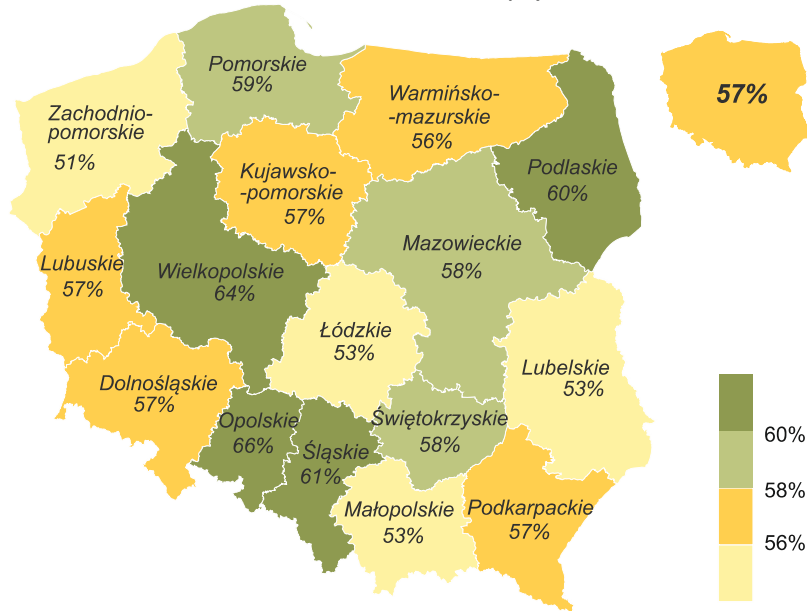 Pomorskie
59%
Zachodnio-
pomorskie
51%
Warmińsko-
-mazurskie
56%
57%
Kujawsko-
-pomorskie
57%
Podlaskie
60%
Lubuskie
57%
Wielkopolskie
64%
Mazowieckie
58%
Łódzkie
53%
Lubelskie
53%
Dolnośląskie
57%
Opolskie
66%
Śląskie
61%
Świętokrzyskie
58%
Małopolskie
53%
Podkarpackie
57%
60%
58%
56%